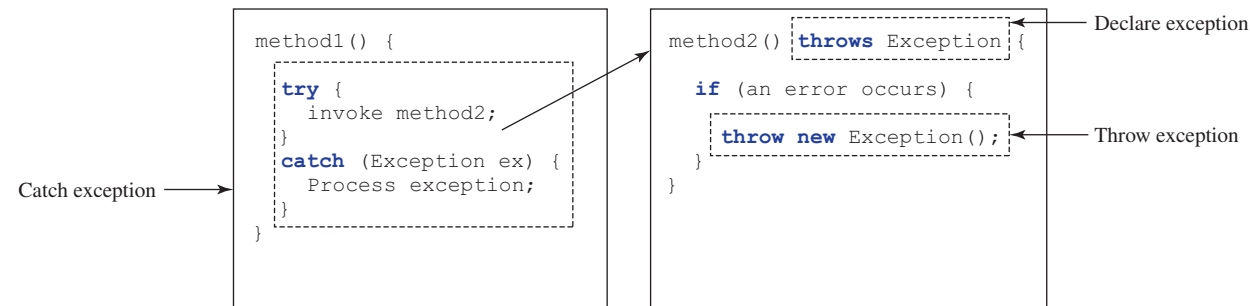 Catch exception
method1() {
try {
invoke method2;
}
catch (Exception ex) {
Process exception;
}
}
method2() throws Exception {
if (an error occurs) {
throw new Exception();
}
}
Declare exception
Throw exception